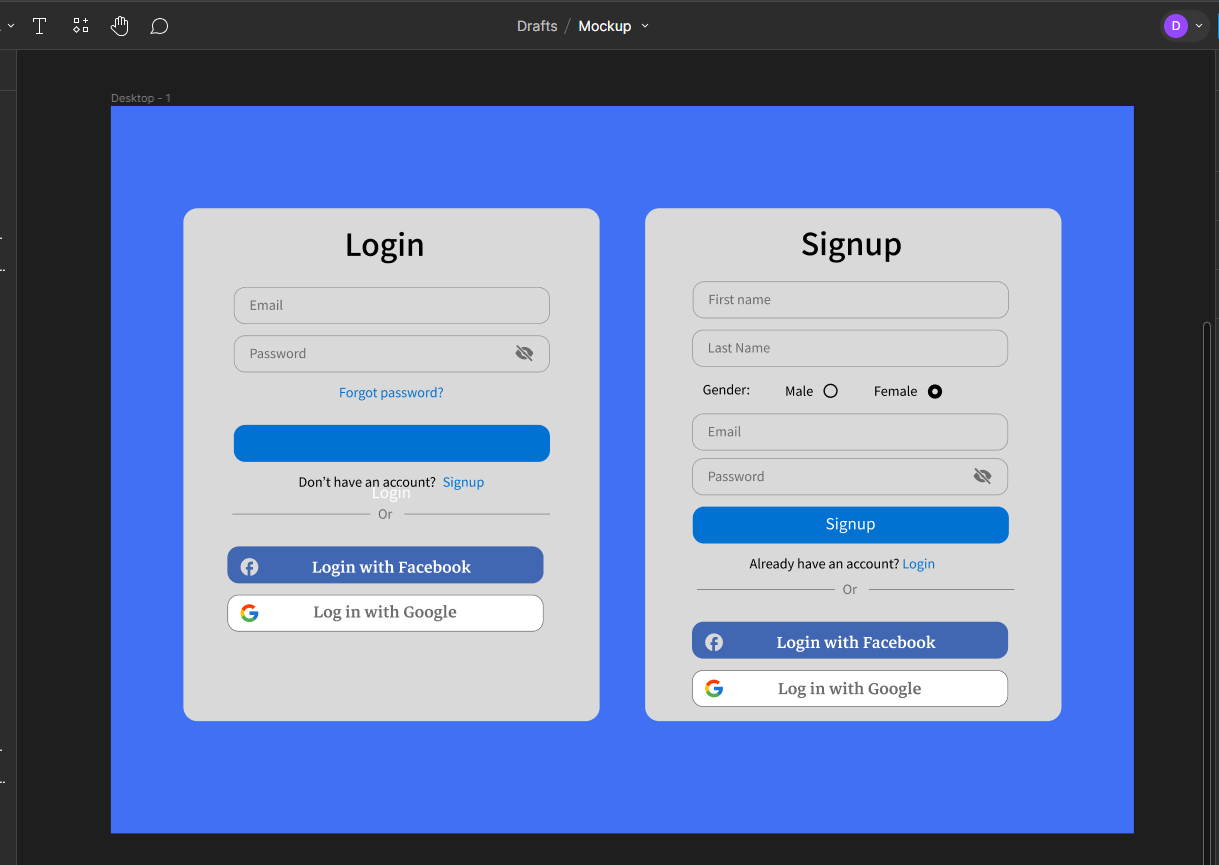 Drafts / Mockup
D
Desktop - 1
Login
Email
Password
Forgot password?
Don't have an account? Signup
Login
Or
Login with Facebook
Log in with Google
Signup
First name
Last Name
Gender: Male Female
Email
Password
Signup
Already have an account? Login
Or
Login with Facebook
Log in with Google